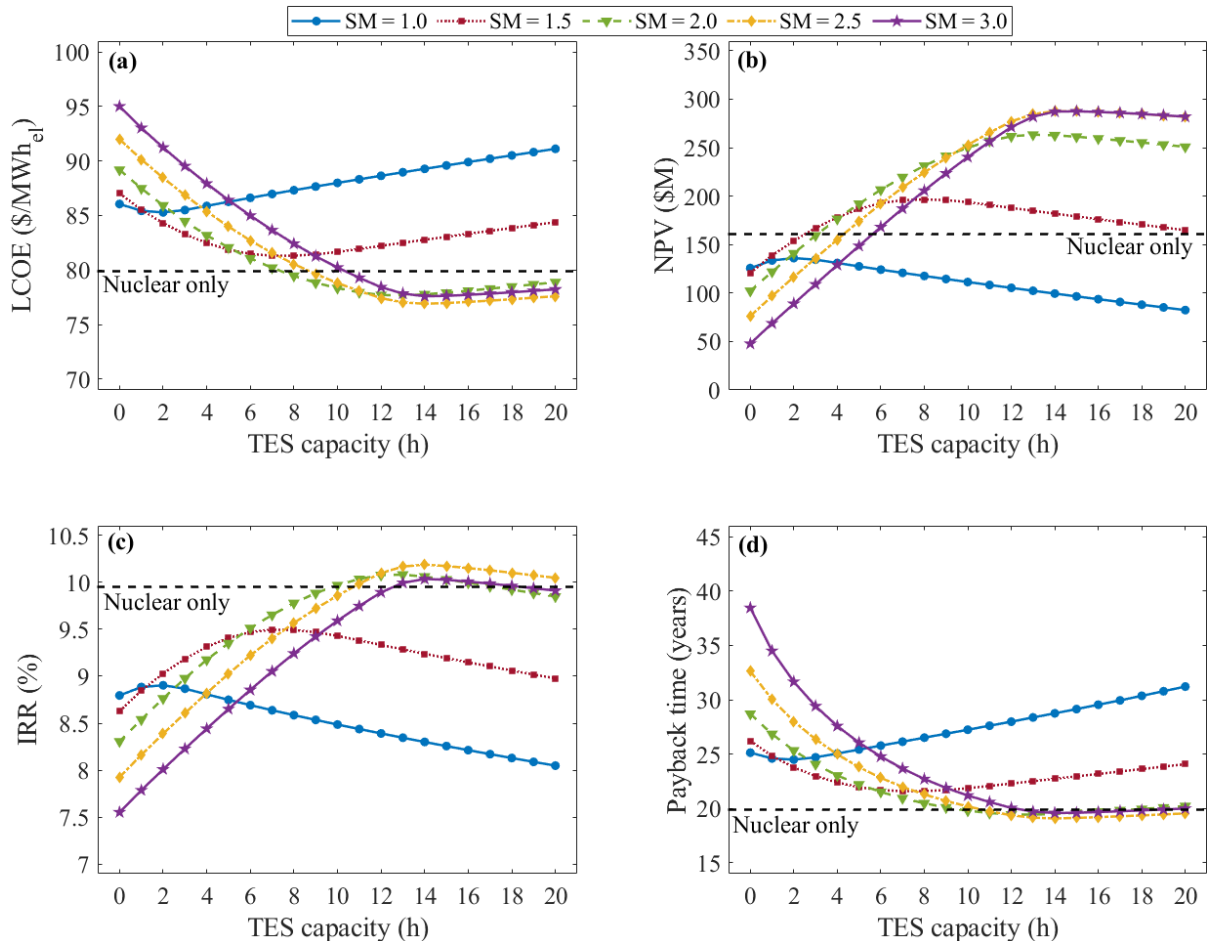 SM = 1.0 SM = 1.5 SM = 2.0 SM = 2.5 SM = 3.0
(a)
100
95
90
85
80
75
70
LCOE ($/MWh_el)
Nuclear only
0 2 4 6 8 10 12 14 16 18 20
TES capacity (h)
(b)
350
300
250
200
150
100
50
0
NPV ($M)
Nuclear only
0 2 4 6 8 10 12 14 16 18 20
TES capacity (h)
(c)
10.5
10
9.5
9
8.5
8
7.5
7
IRR (%)
Nuclear only
0 2 4 6 8 10 12 14 16 18 20
TES capacity (h)
(d)
45
40
35
30
25
20
15
Payback time (years)
Nuclear only
0 2 4 6 8 10 12 14 16 18 20
TES capacity (h)